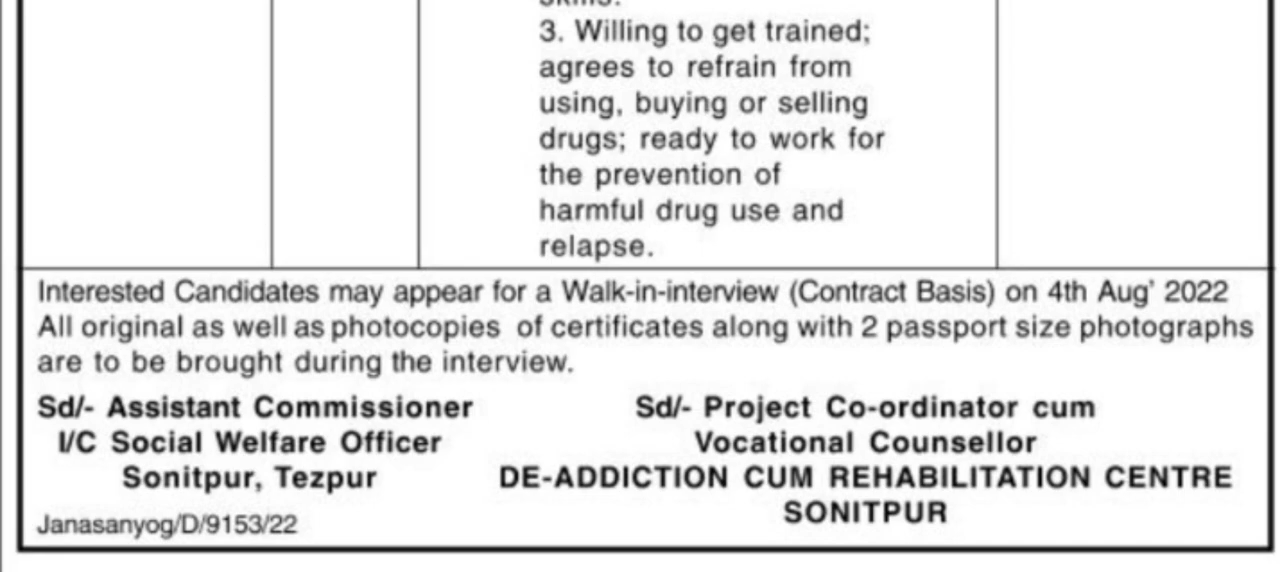 3. Willing to get trained;
agrees to refrain from
using, buying or selling
drugs; ready to work for
the prevention of
harmful drug use and
relapse.
Interested Candidates may appear for a Walk-in-interview (Contract Basis) on 4th Aug' 2022
All original as well as photocopies of certificates along with 2 passport size photographs
are to be brought during the interview.
Sd/- Assistant Commissioner
I/C Social Welfare Officer
Sonitpur, Tezpur
Janasanyog/D/9153/22
Sd/- Project Co-ordinator cum
Vocational Counsellor
DE-ADDICTION CUM REHABILITATION CENTRE
SONITPUR